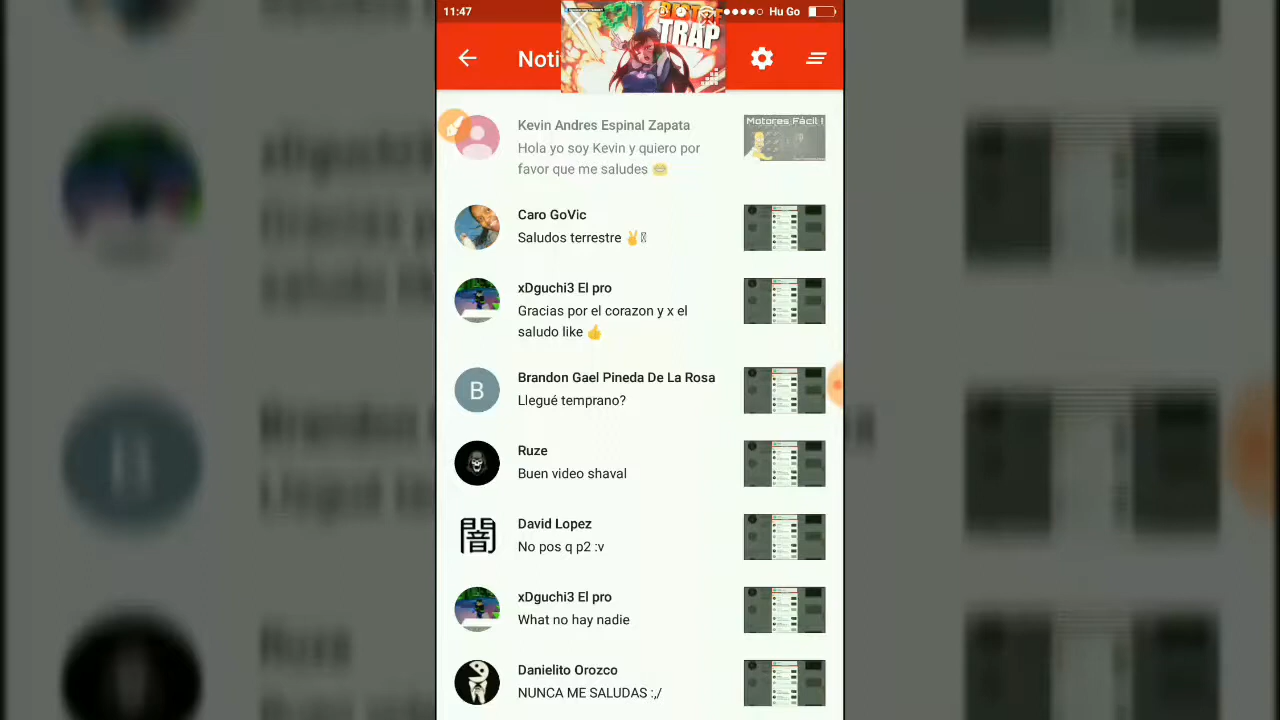 11:47
BEST OF
TRAP
Hu Go
Noti
Kevin Andres Espinal Zapata
Hola yo soy Kevin y quiero por
favor que me saludes 😁
Motores Fácil !
Caro GoVic
Saludos terrestre ✌
xDguchi3 El pro
Gracias por el corazon y x el
saludo like 👍
Brandon Gael Pineda De La Rosa
B
Llegué temprano?
Ruze
Buen video shaval
David Lopez
闇
No pos q p2 :v
xDguchi3 El pro
What no hay nadie
Danielito Orozco
NUNCA ME SALUDAS :,/